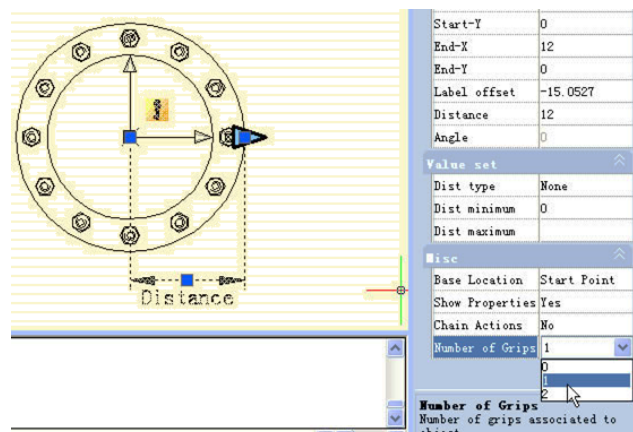 Start-Y 0
End-X 12
End-Y 0
Label offset -15.0527
Distance 12
Angle 0
Value set
Dist type None
Dist minimum 0
Dist maximum
Misc
Base Location Start Point
Show Properties Yes
Chain Actions No
Number of Grips 1
0
1
2
Number of Grips
Number of grips associated to
object
Distance